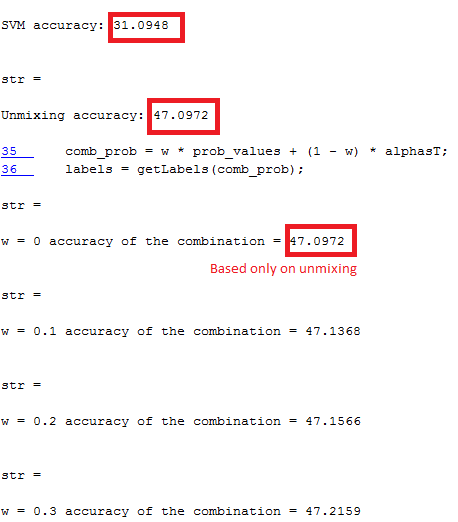 SVM accuracy: 31.0948
str =
Unmixing accuracy: 47.0972
35 comb_prob = w * prob_values + (1 - w) * alphasT;
36 labels = getLabels(comb_prob);
str =
w = 0 accuracy of the combination = 47.0972
Based only on unmixing
str =
w = 0.1 accuracy of the combination = 47.1368
str =
w = 0.2 accuracy of the combination = 47.1566
str =
w = 0.3 accuracy of the combination = 47.2159